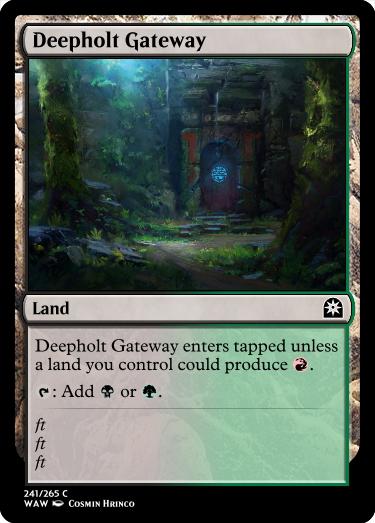 Deepholt Gateway
Land
Deepholt Gateway enters tapped unless
a land you control could produce .
: Add or .
ft
ft
ft
241/265 C
WAW Cosmin Hrinco